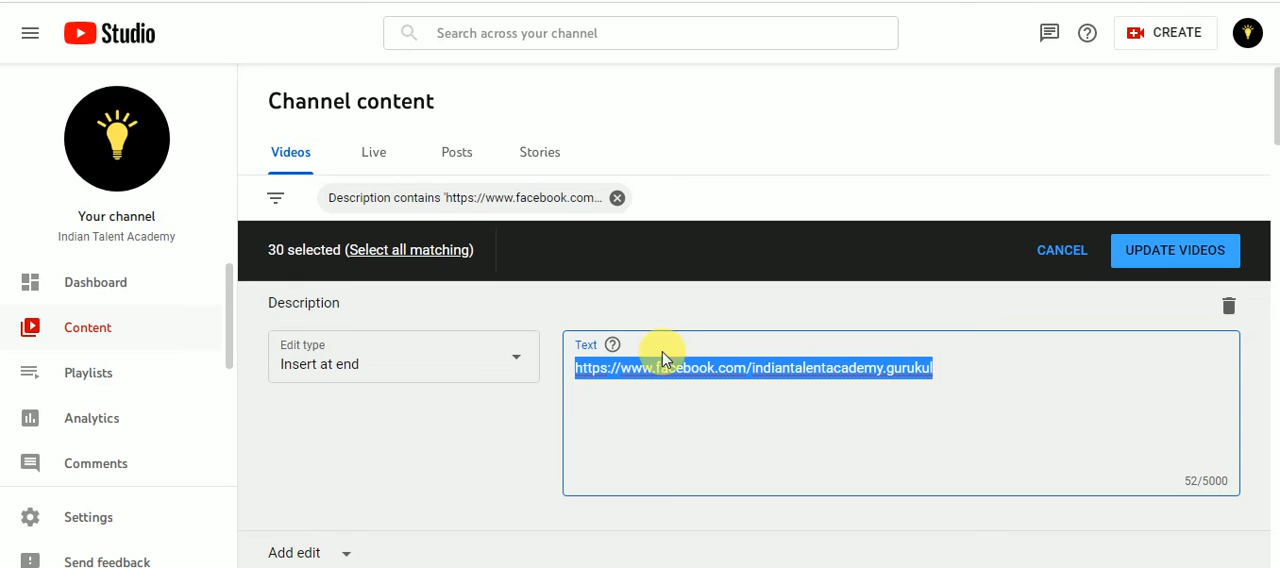 Studio
Search across your channel
CREATE
Your channel
Indian Talent Academy
Dashboard
Content
Playlists
Analytics
Comments
Settings
Send feedback
Channel content
Videos
Live
Posts
Stories
Description contains 'https://www.facebook.com...
30 selected (Select all matching)
CANCEL
UPDATE VIDEOS
Description
Edit type
Insert at end
Text
https://www.facebook.com/indiantalentacademy.gurukul
52/5000
Add edit